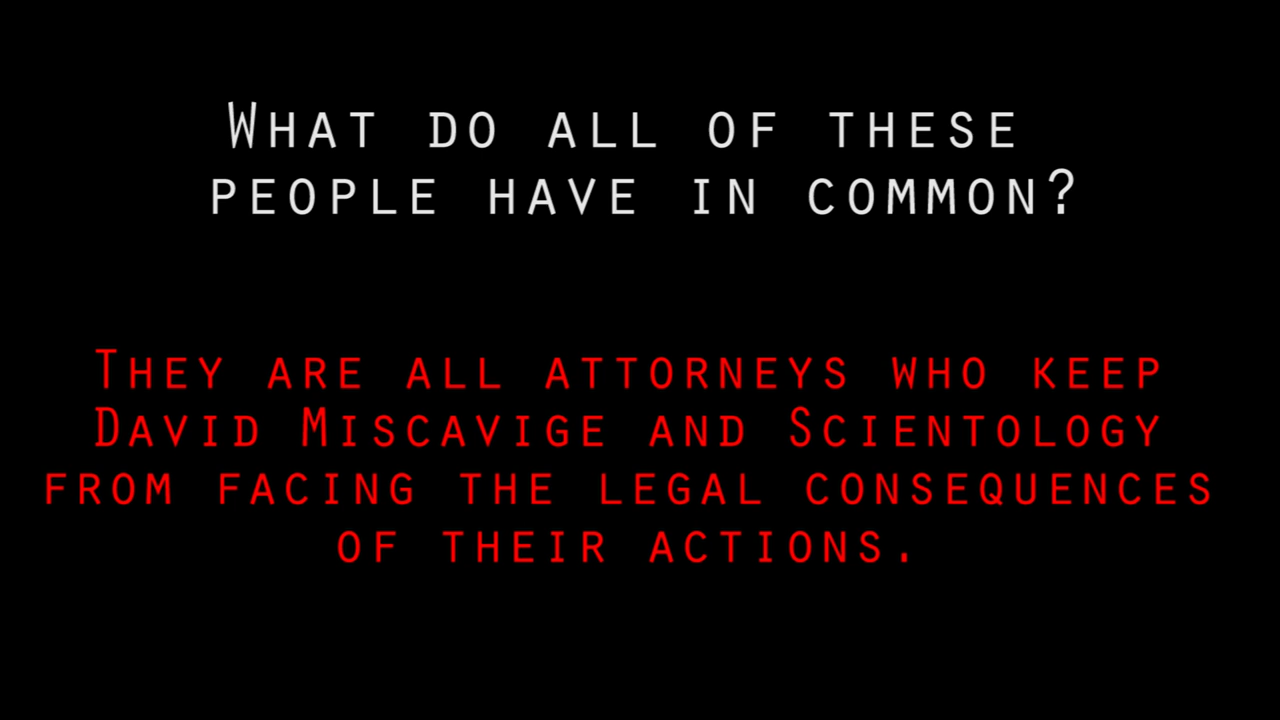 What do all of these
people have in common?
They are all attorneys who keep
David Miscavige and Scientology
from facing the legal consequences
of their actions.